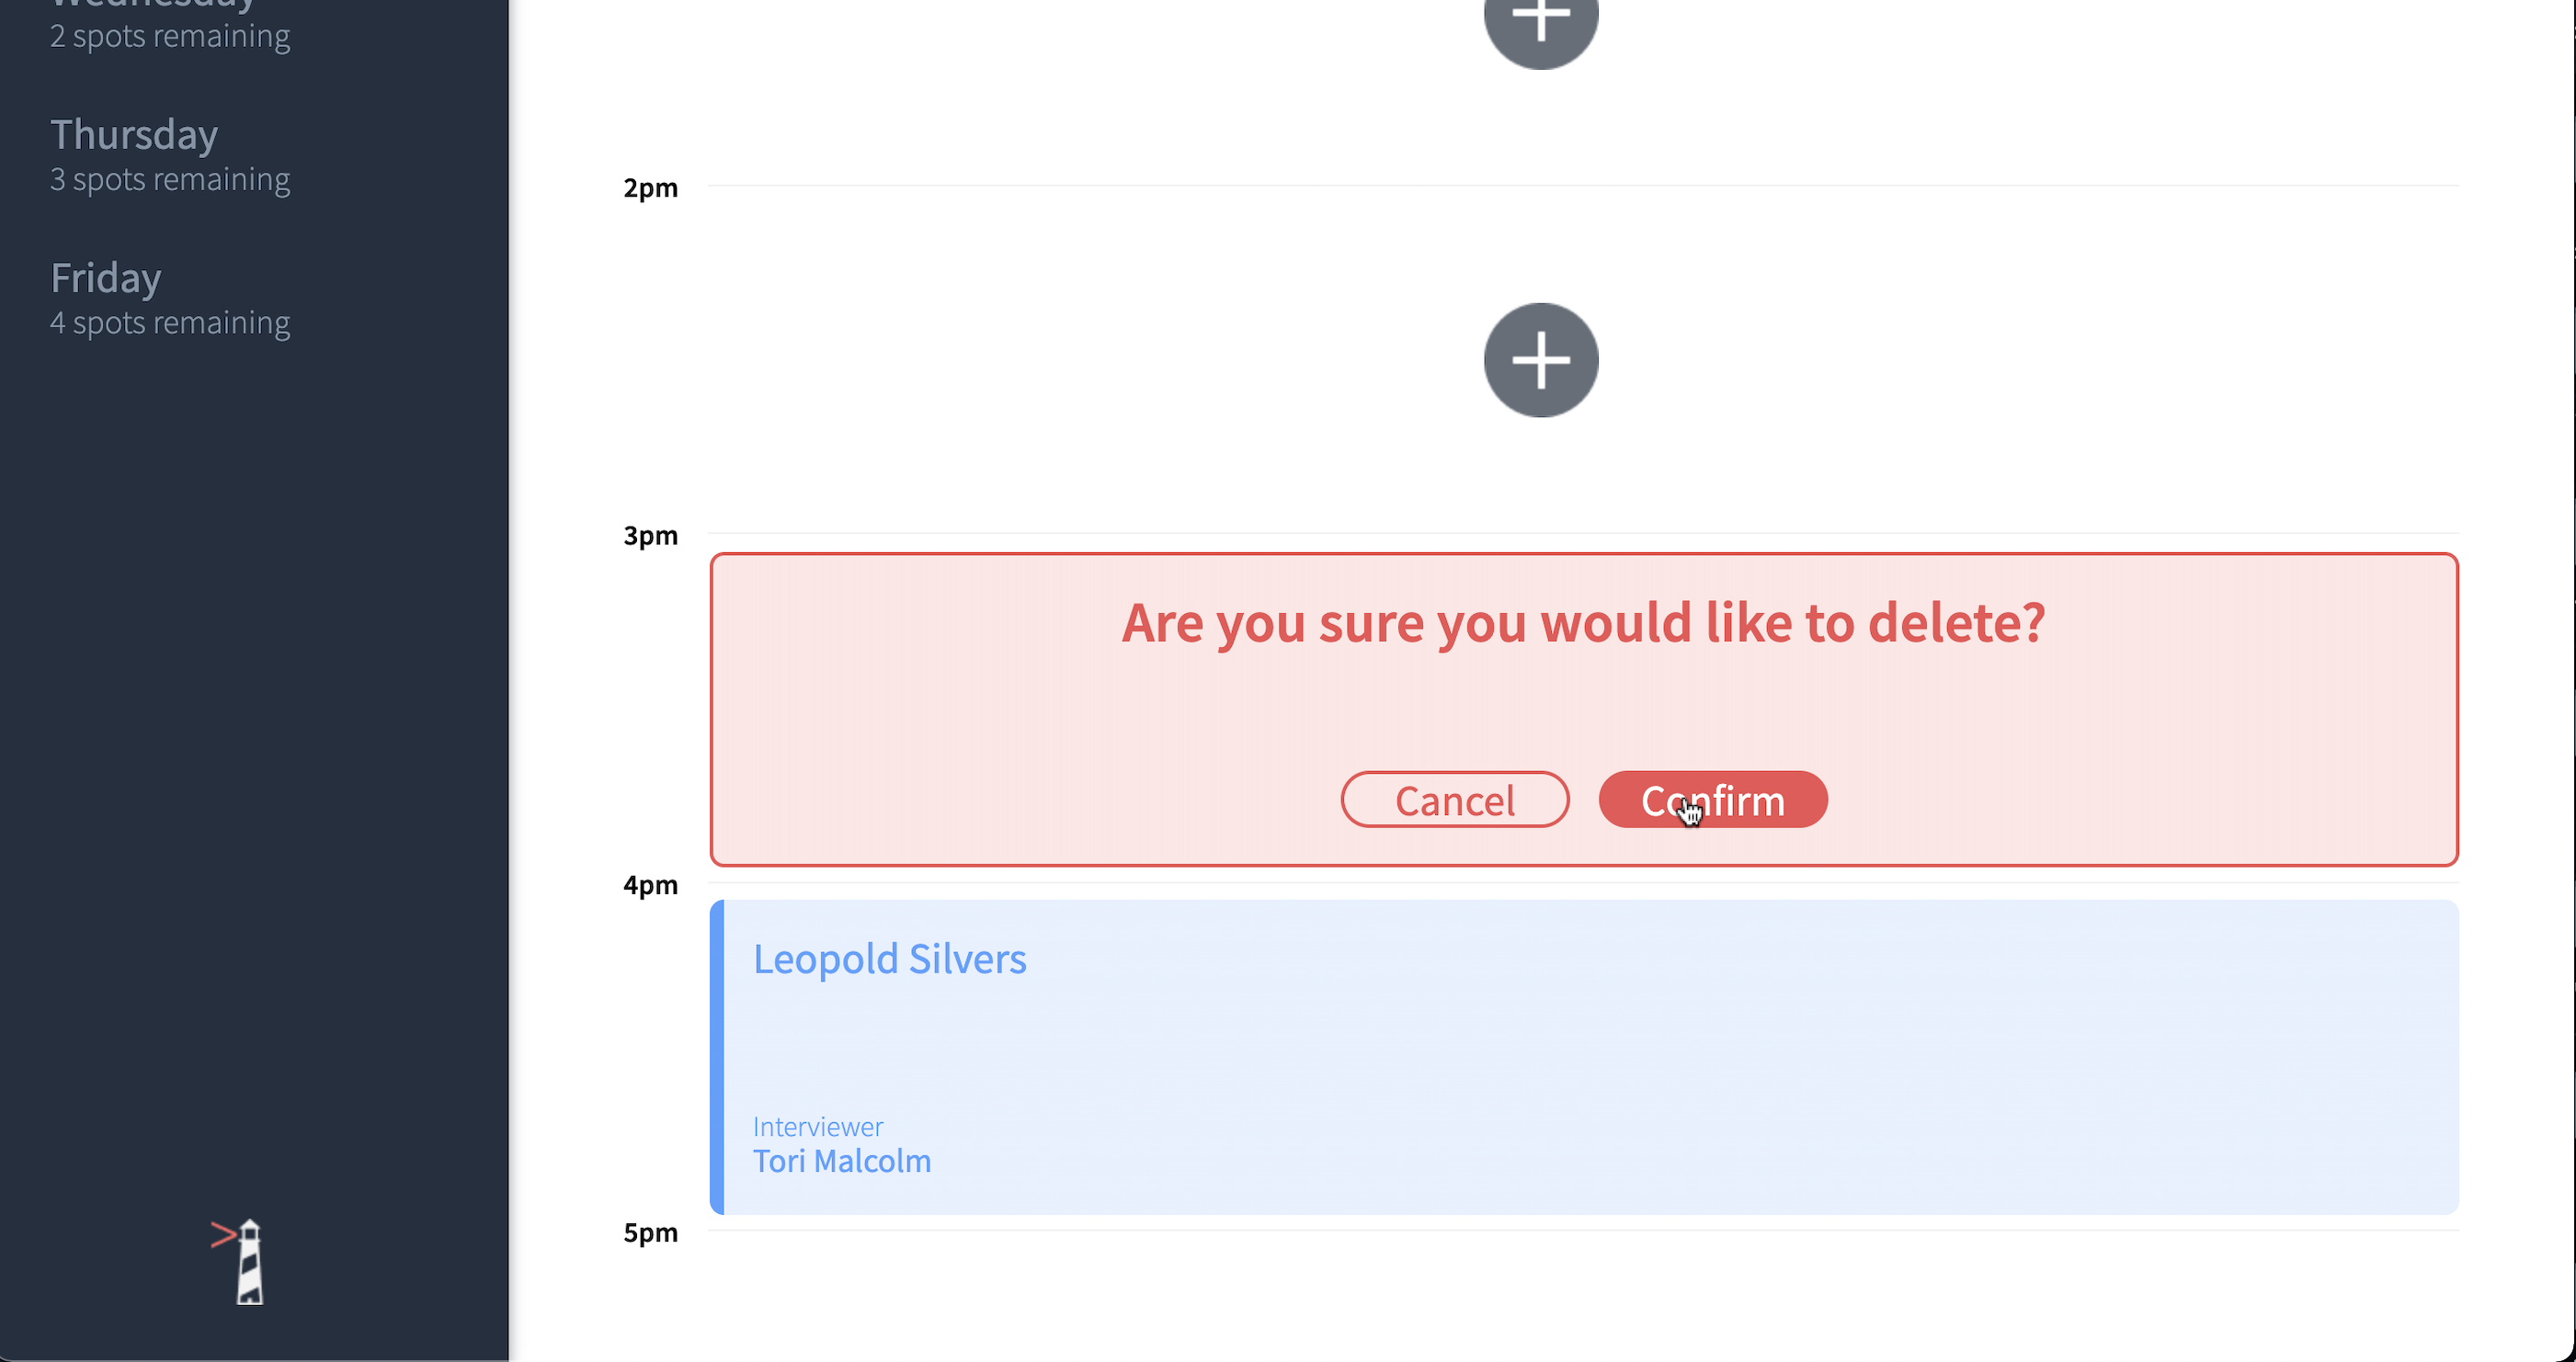 Wednesday
2 spots remaining
Thursday
3 spots remaining
Friday
4 spots remaining
2pm
3pm
Are you sure you would like to delete?
Cancel
Confirm
4pm
Leopold Silvers
Interviewer
Tori Malcolm
5pm